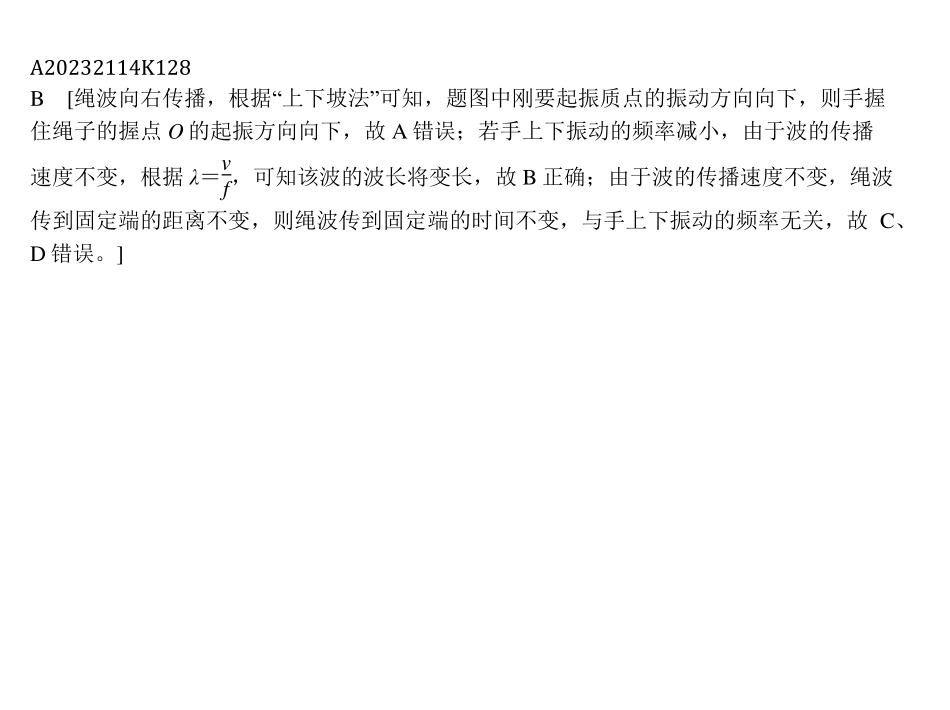 A20232114K128
B [绳波向右传播，根据“上下坡法”可知，题图中刚要起振质点的振动方向向下，则手握
住绳子的握点 O 的起振方向向下，故 A 错误；若手上下振动的频率减小，由于波的传播
速度不变，根据 λ＝v/f，可知该波的波长将变长，故 B 正确；由于波的传播速度不变，绳波
传到固定端的距离不变，则绳波传到固定端的时间不变，与手上下振动的频率无关，故 C、
D 错误。]